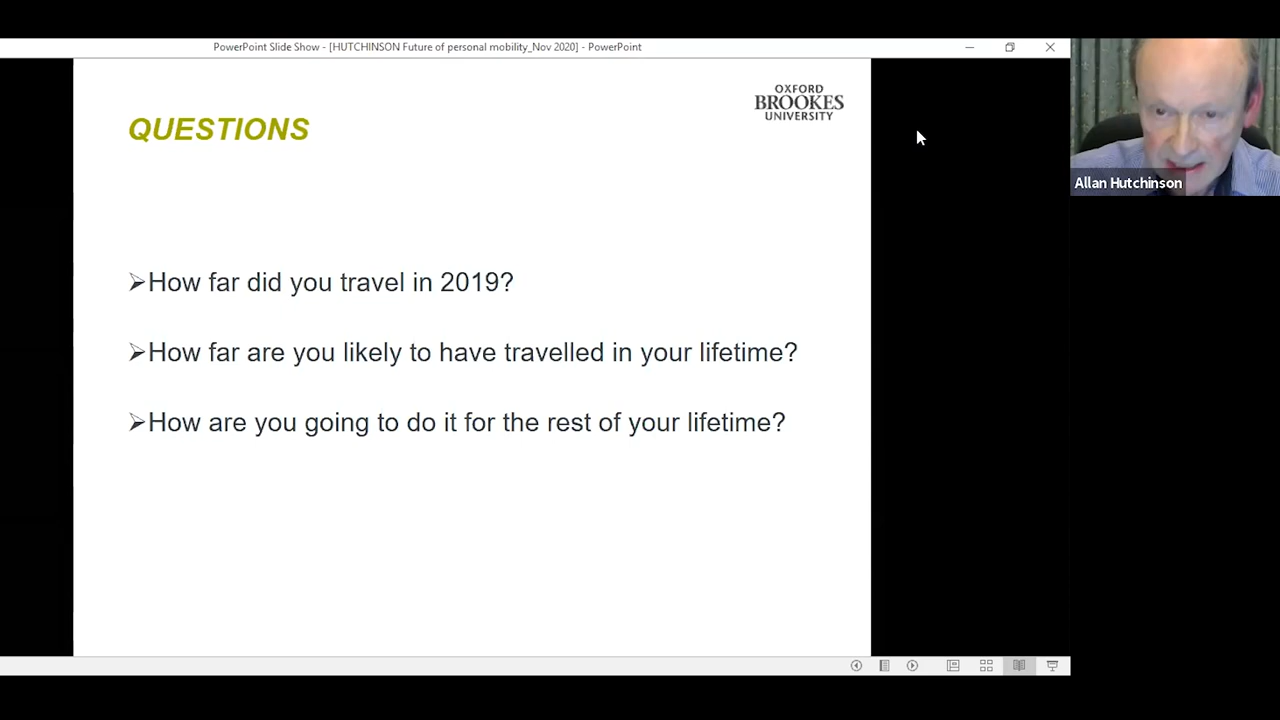 PowerPoint Slide Show - [HUTCHINSON Future of personal mobility_Nov 2020] - PowerPoint
OXFORD
BROOKES
UNIVERSITY
QUESTIONS
Allan Hutchinson
➢How far did you travel in 2019?
➢How far are you likely to have travelled in your lifetime?
➢How are you going to do it for the rest of your lifetime?